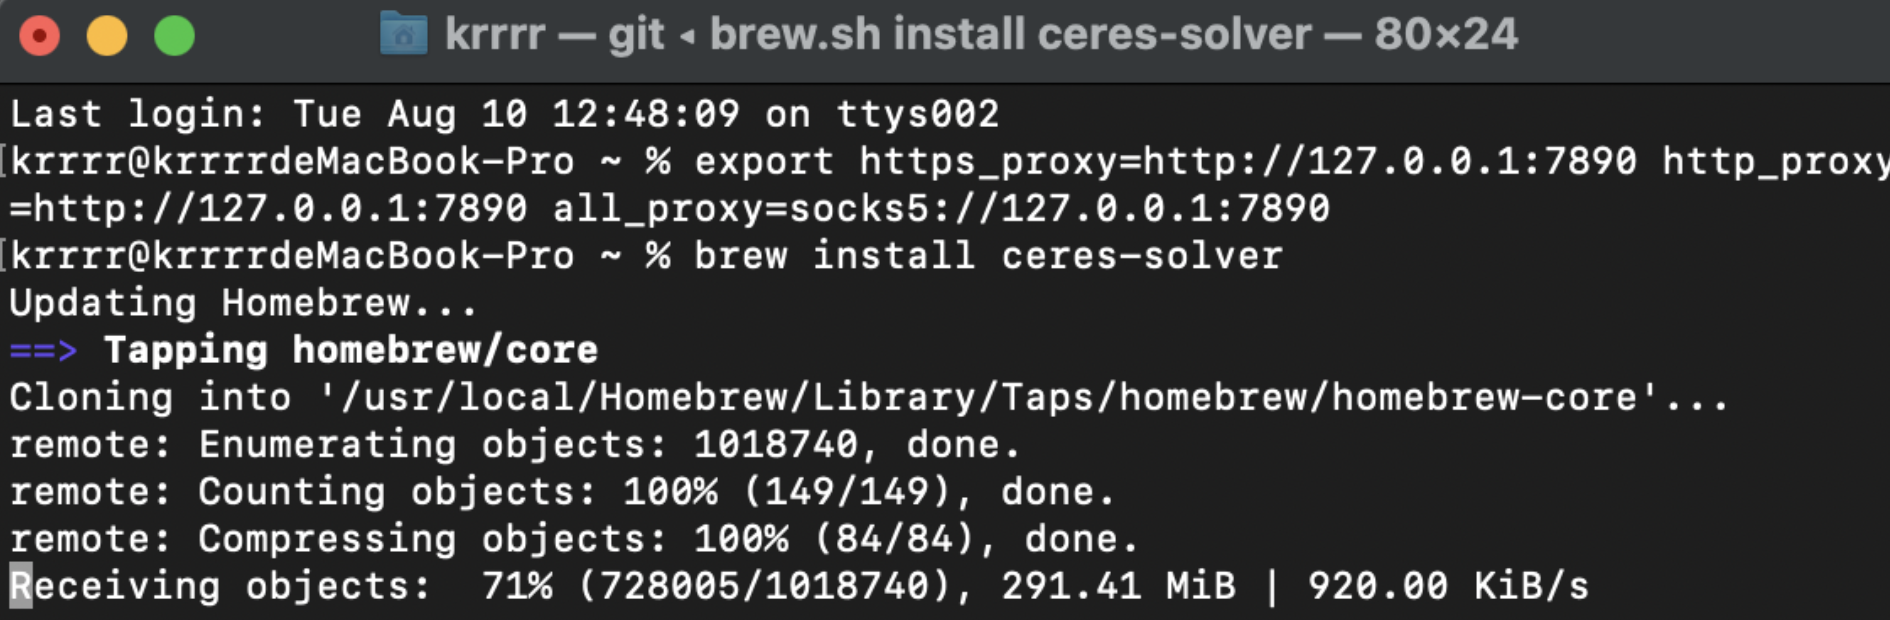 krrrr — git ◂ brew.sh install ceres-solver — 80×24
Last login: Tue Aug 10 12:48:09 on ttys002
[krrrr@krrrrdeMacBook-Pro ~ % export https_proxy=http://127.0.0.1:7890 http_proxy
=http://127.0.0.1:7890 all_proxy=socks5://127.0.0.1:7890
[krrrr@krrrrdeMacBook-Pro ~ % brew install ceres-solver
Updating Homebrew...
==> Tapping homebrew/core
Cloning into '/usr/local/Homebrew/Library/Taps/homebrew/homebrew-core'...
remote: Enumerating objects: 1018740, done.
remote: Counting objects: 100% (149/149), done.
remote: Compressing objects: 100% (84/84), done.
Receiving objects:  71% (728005/1018740), 291.41 MiB | 920.00 KiB/s